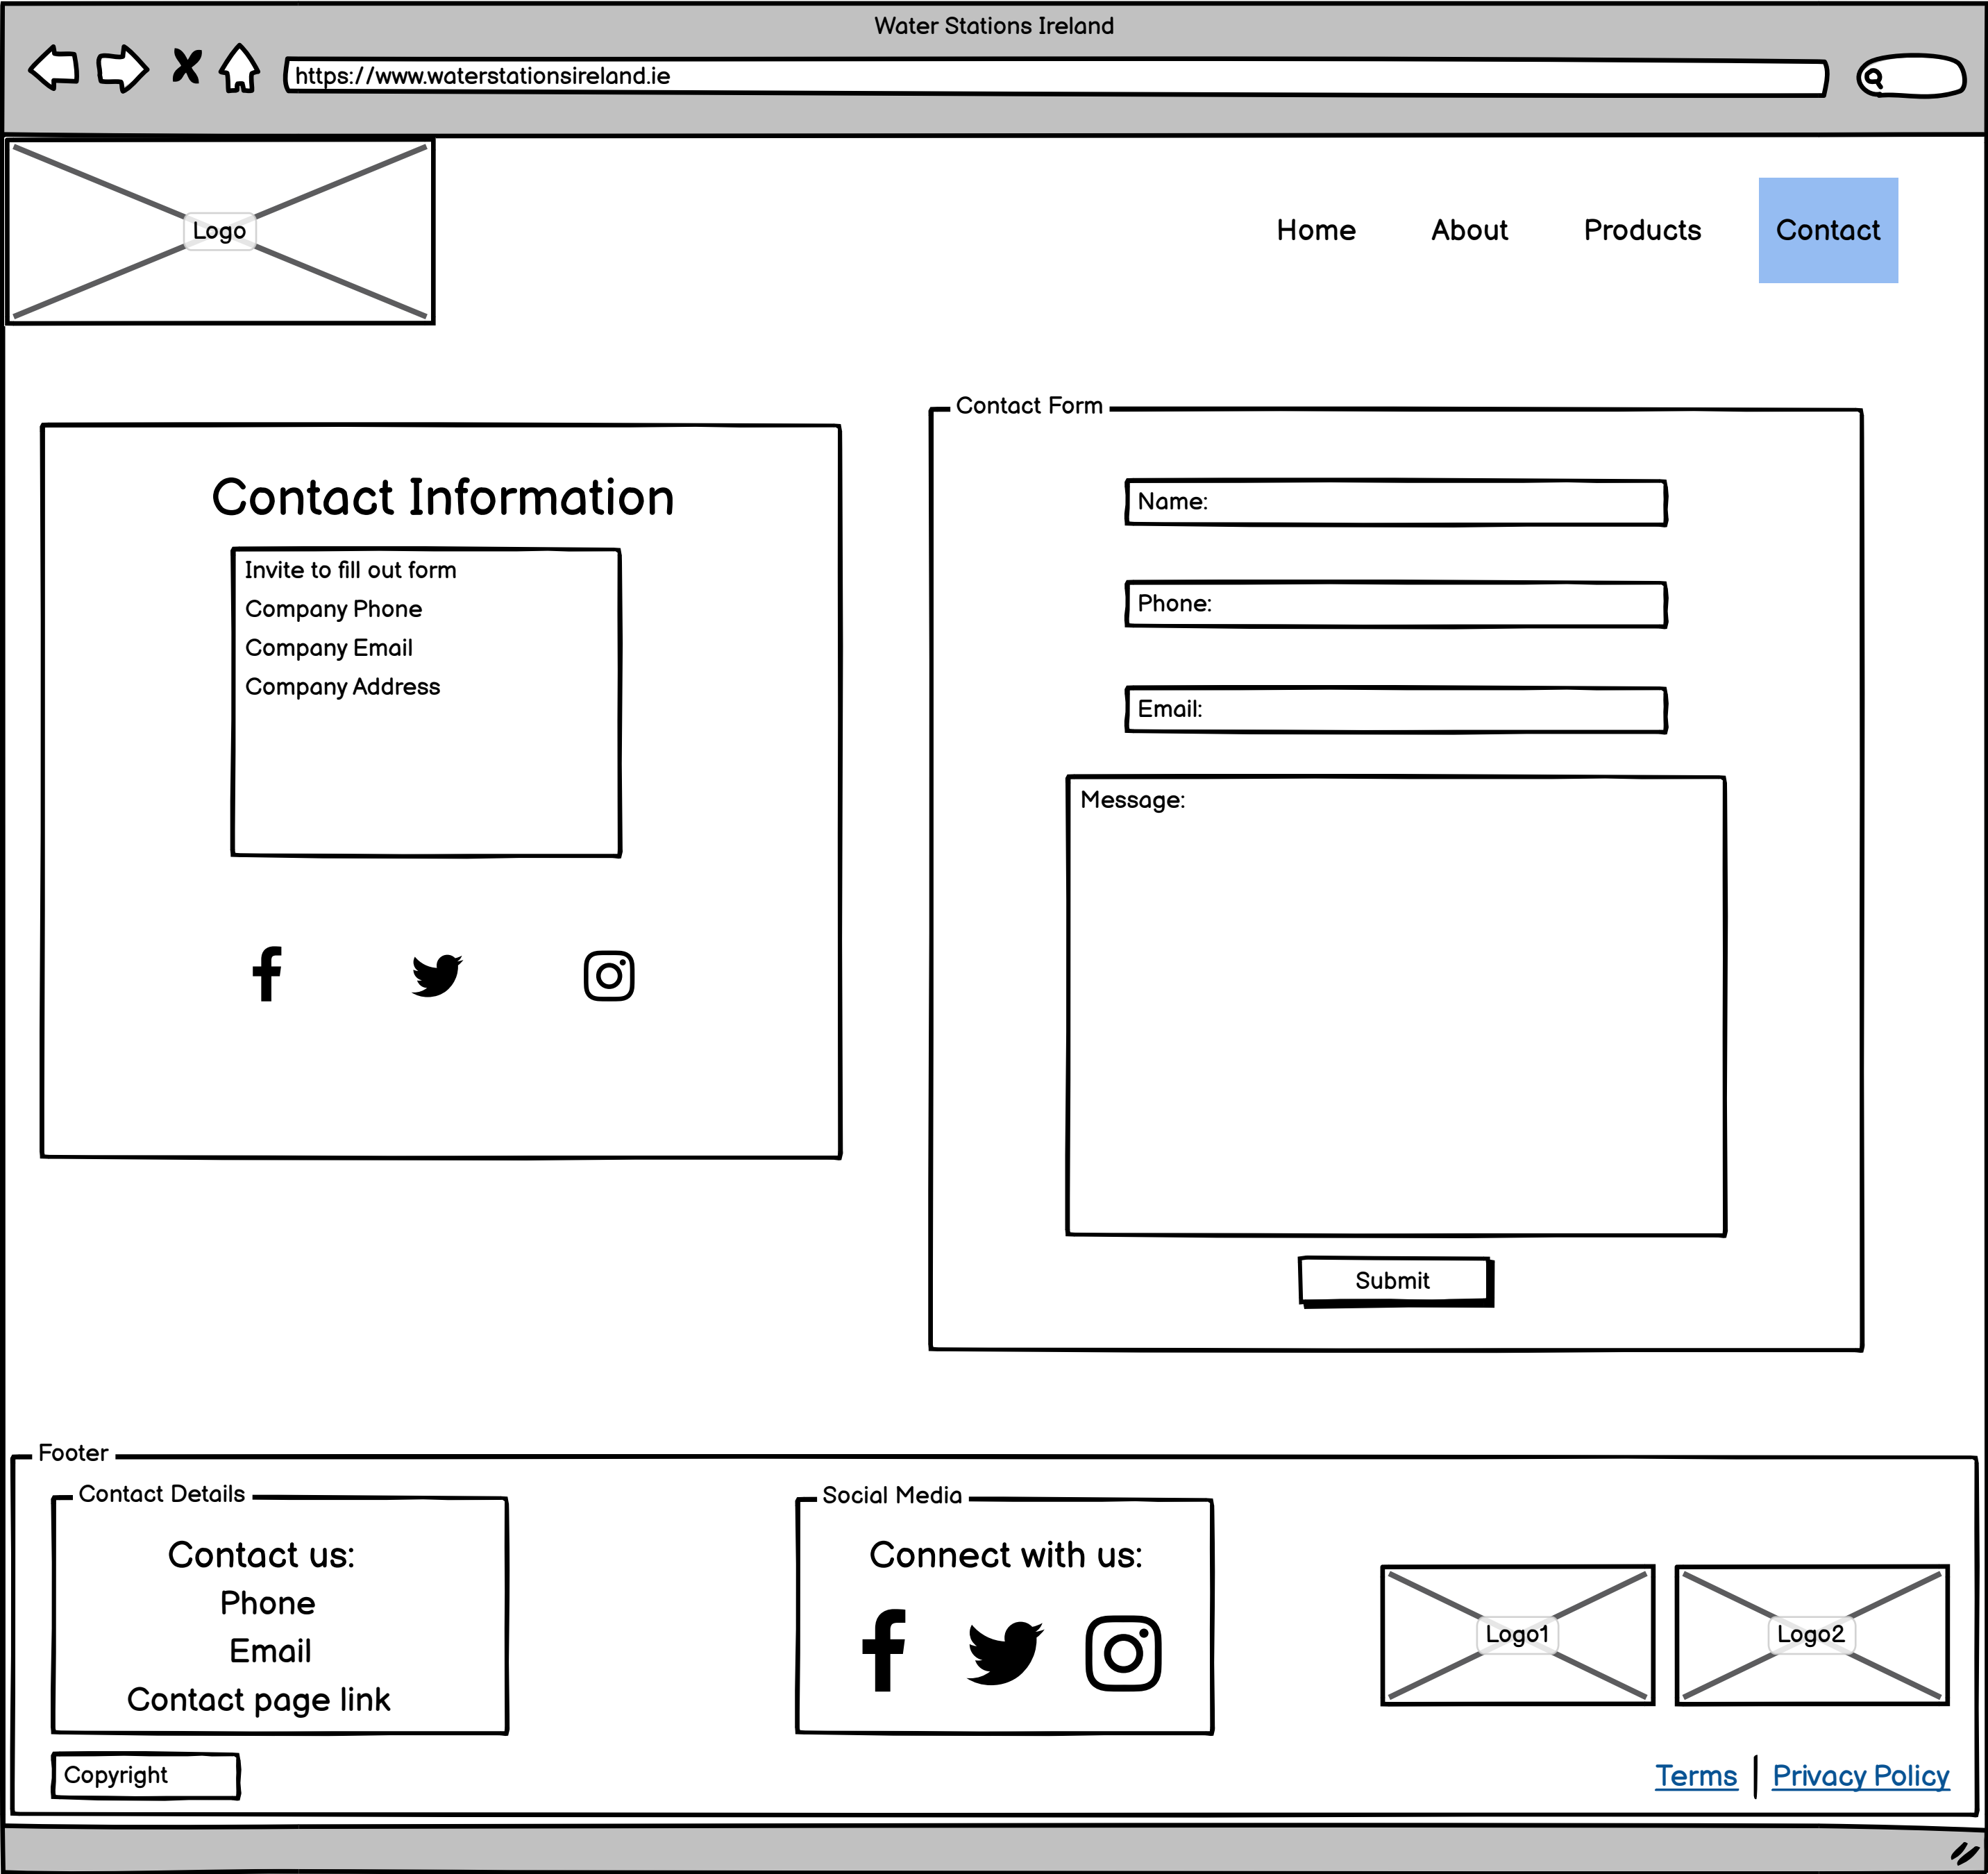 Water Stations Ireland
https://www.waterstationsireland.ie
Logo
Home About Products Contact
Contact Information
Invite to fill out form
Company Phone
Company Email
Company Address
Contact Form
Name:
Phone:
Email:
Message:
Submit
Footer
Contact Details
Contact us:
Phone
Email
Contact page link
Social Media
Connect with us:
Logo1
Logo2
Copyright
Terms | Privacy Policy